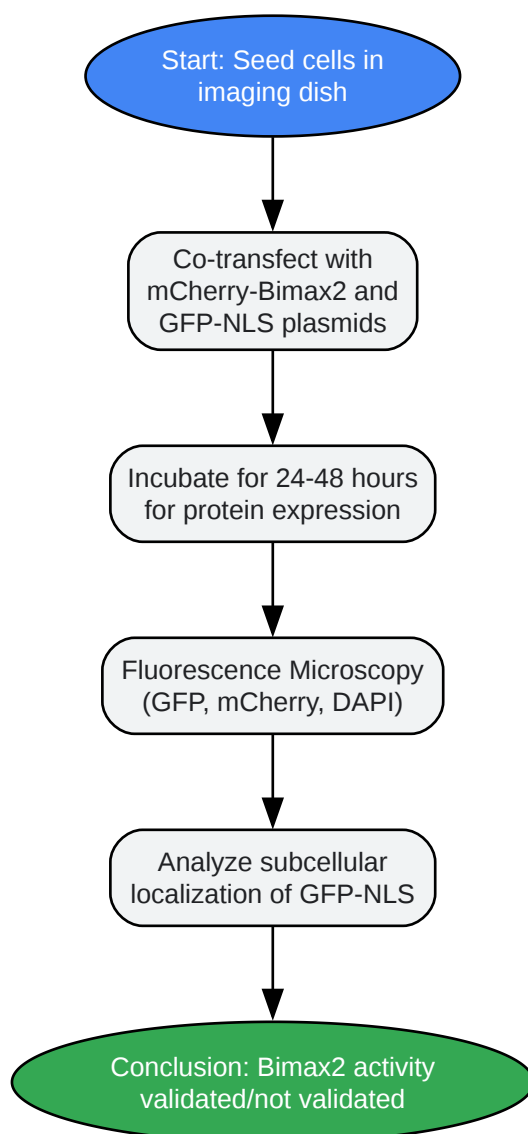 Start: Seed cells in
imaging dish
Co-transfect with
mCherry-Bimax2 and
GFP-NLS plasmids
Incubate for 24-48 hours
for protein expression
Fluorescence Microscopy
(GFP, mCherry, DAPI)
Analyze subcellular
localization of GFP-NLS
Conclusion: Bimax2 activity
validated/not validated